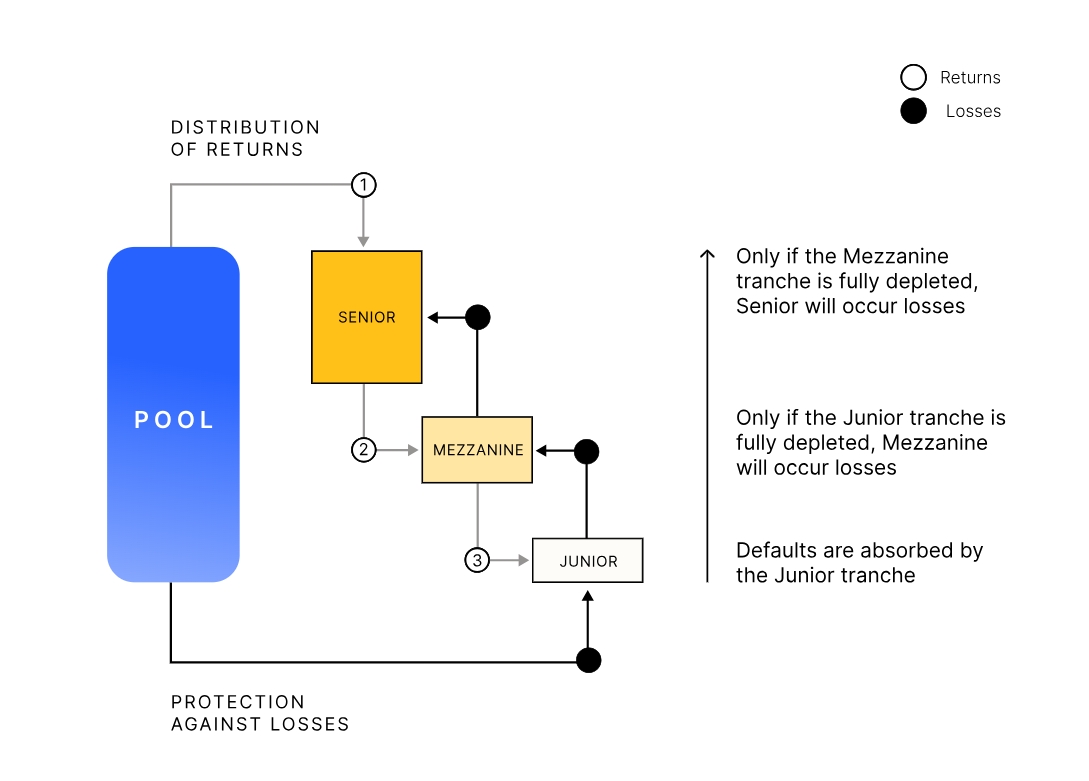 Returns
Losses
DISTRIBUTION
OF RETURNS
1
SENIOR
2
MEZZANINE
3
JUNIOR
POOL
PROTECTION
AGAINST LOSSES
Only if the Mezzanine
tranche is fully depleted,
Senior will occur losses
Only if the Junior tranche is
fully depleted, Mezzanine
will occur losses
Defaults are absorbed by
the Junior tranche